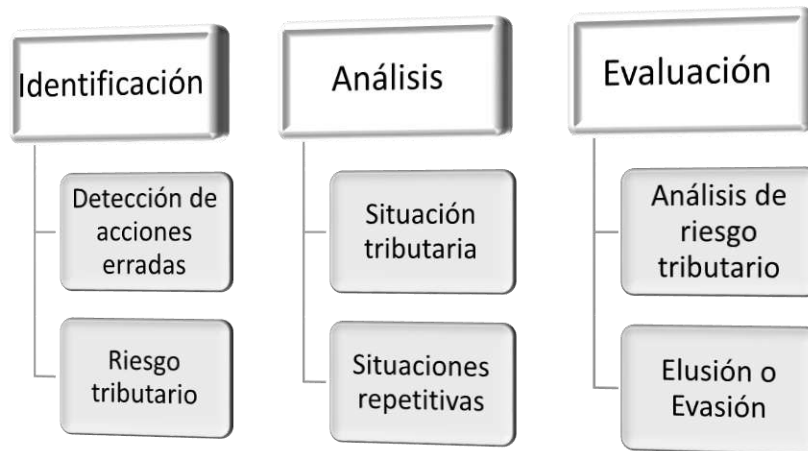 Identificación
Detección de
acciones
erradas
Riesgo
tributario
Análisis
Situación
tributaria
Situaciones
repetitivas
Evaluación
Análisis de
riesgo
tributario
Elusión o
Evasión